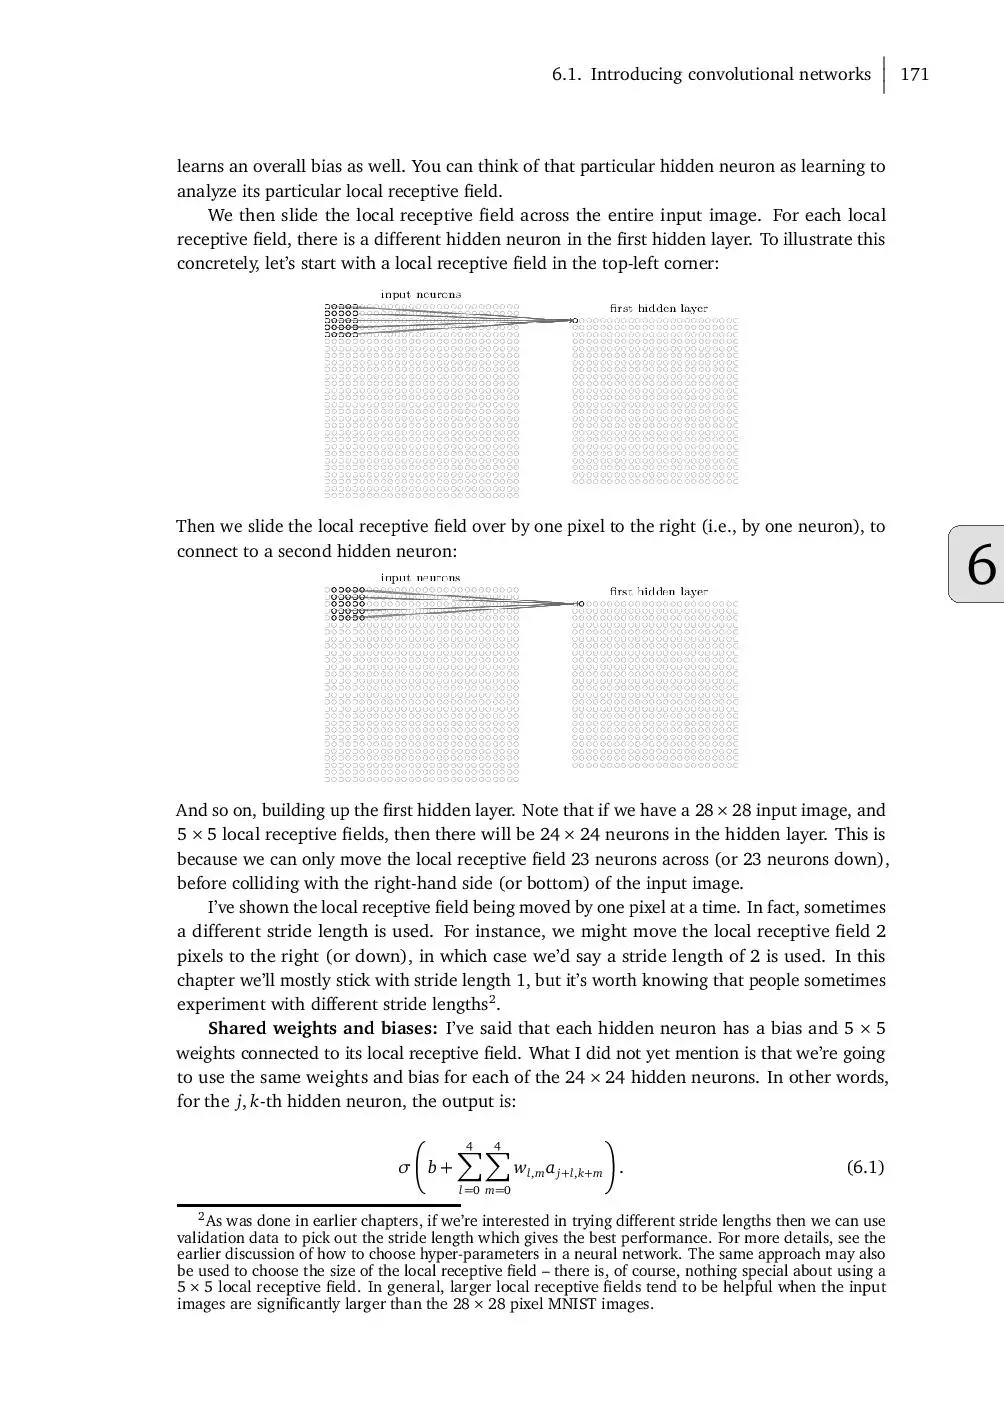 6.1. Introducing convolutional networks 171
learns an overall bias as well. You can think of that particular hidden neuron as learning to
analyze its particular local receptive field.
We then slide the local receptive field across the entire input image. For each local
receptive field, there is a different hidden neuron in the first hidden layer. To illustrate this
concretely, let's start with a local receptive field in the top-left corner:
input neurons
first hidden layer
Then we slide the local receptive field over by one pixel to the right (i.e., by one neuron), to
connect to a second hidden neuron:
6
input neurons
first hidden layer
And so on, building up the first hidden layer. Note that if we have a 28 × 28 input image, and
5 × 5 local receptive fields, then there will be 24 × 24 neurons in the hidden layer. This is
because we can only move the local receptive field 23 neurons across (or 23 neurons down),
before colliding with the right-hand side (or bottom) of the input image.
I've shown the local receptive field being moved by one pixel at a time. In fact, sometimes
a different stride length is used. For instance, we might move the local receptive field 2
pixels to the right (or down), in which case we'd say a stride length of 2 is used. In this
chapter we'll mostly stick with stride length 1, but it's worth knowing that people sometimes
experiment with different stride lengths².
Shared weights and biases: I've said that each hidden neuron has a bias and 5 × 5
weights connected to its local receptive field. What I did not yet mention is that we're going
to use the same weights and bias for each of the 24 × 24 hidden neurons. In other words,
for the j, k-th hidden neuron, the output is:
σ ( b + ∑_{l=0}^{4} ∑_{m=0}^{4} w_{l,m} a_{j+l,k+m} ). (6.1)
²As was done in earlier chapters, if we're interested in trying different stride lengths then we can use
validation data to pick out the stride length which gives the best performance. For more details, see the
earlier discussion of how to choose hyper-parameters in a neural network. The same approach may also
be used to choose the size of the local receptive field – there is, of course, nothing special about using a
5 × 5 local receptive field. In general, larger local receptive fields tend to be helpful when the input
images are significantly larger than the 28 × 28 pixel MNIST images.